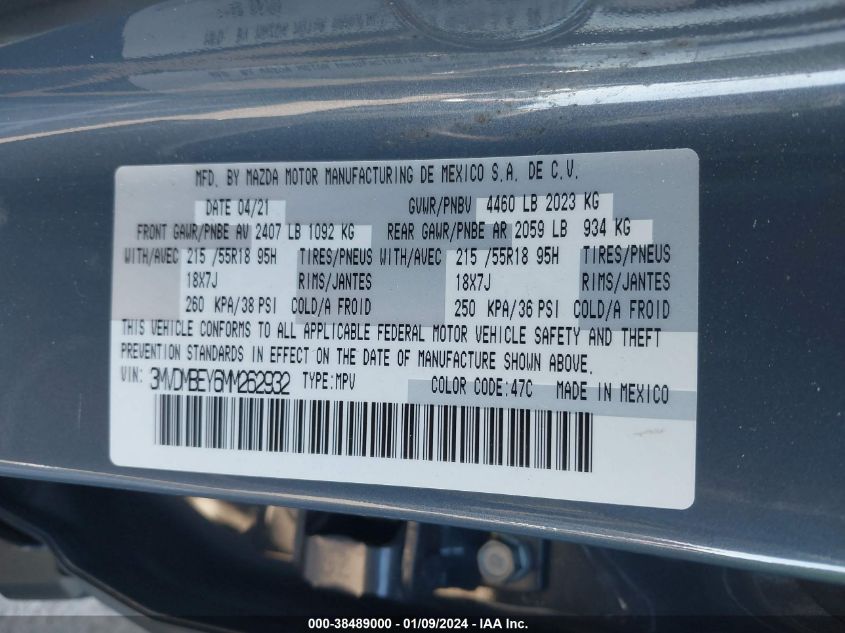 MFD. BY MAZDA MOTOR MANUFACTURING DE MEXICO S.A. DE C.V.
DATE 04/21 GVWR/PNBV 4460 LB 2023 KG
FRONT GAWR/PNBE AV 2407 LB 1092 KG REAR GAWR/PNBE AR 2059 LB 934 KG
WITH/AVEC 215 /55R18 95H TIRES/PNEUS WITH/AVEC 215 /55R18 95H TIRES/PNEUS
18X7J RIMS/JANTES 18X7J RIMS/JANTES
260 KPA/38 PSI COLD/A FROID 250 KPA/36 PSI COLD/A FROID
THIS VEHICLE CONFORMS TO ALL APPLICABLE FEDERAL MOTOR VEHICLE SAFETY AND THEFT
PREVENTION STANDARDS IN EFFECT ON THE DATE OF MANUFACTURE SHOWN ABOVE.
VIN: 3MVDMBEY6MM262932 TYPE:MPV COLOR CODE:47C MADE IN MEXICO
000-38489000 - 01/09/2024 - IAA Inc.